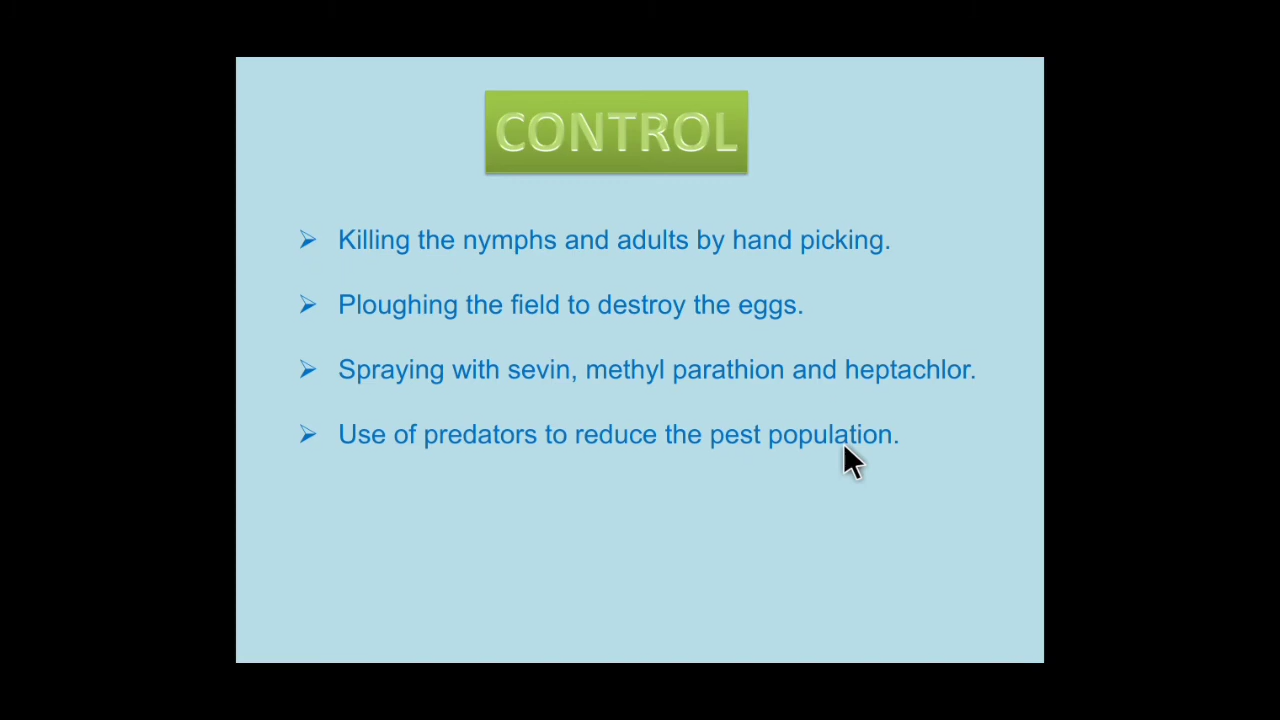 CONTROL
Killing the nymphs and adults by hand picking.
Ploughing the field to destroy the eggs.
Spraying with sevin, methyl parathion and heptachlor.
Use of predators to reduce the pest population.